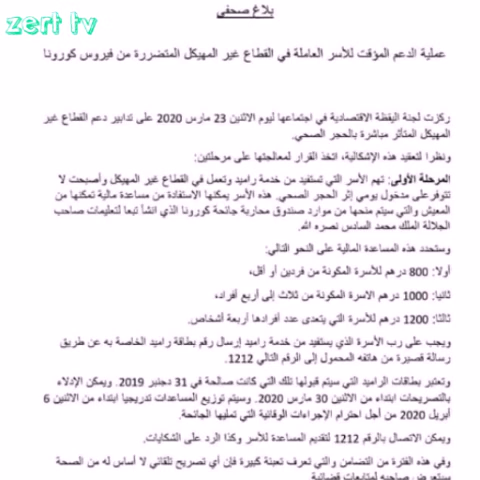 بلاغ صحفي
zert tv
عملية الدعم المؤقت للأسر العاملة في القطاع غير المهيكل المتضررة من فيروس كورونا
ركزت لجنة اليقظة الاقتصادية في اجتماعها ليوم الاثنين 23 مارس 2020 على تدابير دعم القطاع غير
المهيكل المتأثر مباشرة بالحجر الصحي.
ونظرا لتعقيد هذه الإشكالية، اتخذ القرار لمعالجتها على مرحلتين:
المرحلة الأولى: تهم الأسر التي تستفيد من خدمة راميد وتعمل في القطاع غير المهيكل وأصبحت لا
تتوفر على مدخول يومي إثر الحجر الصحي. هذه الأسر يمكنها الاستفادة من مساعدة مالية تمكنها من
المعيش والتي سيتم منحها من موارد صندوق محاربة جائحة كورونا الذي انشأ تبعا لتعليمات صاحب
الجلالة الملك محمد السادس نصره الله.
وستحدد هذه المساعدة المالية على النحو التالي:
أولا: 800 درهم للأسرة المكونة من فردين أو أقل،
ثانيا: 1000 درهم الاسرة المكونة من ثلاث إلى أربع أفراد،
ثالثا: 1200 درهم للأسرة التي يتعدى عدد أفرادها أربعة أشخاص.
ويجب على رب الأسرة الذي يستفيد من خدمة راميد إرسال رقم بطاقة راميد الخاصة به عن طريق
رسالة قصيرة من هاتفه المحمول إلى الرقم التالي 1212.
وتعتبر بطاقات الراميد التي سيتم قبولها تلك التي كانت صالحة في 31 دجنبر 2019. ويمكن الإدلاء
بالتصريحات ابتداء من الاثنين 30 مارس 2020. وسيتم توزيع المساعدات تدريجيا ابتداء من الاثنين 6
أبريل 2020 من أجل احترام الإجراءات الوقائية التي تمليها الجائحة.
ويمكن الاتصال بالرقم 1212 لتقديم المساعدة للأسر وكذا الرد على الشكايات.
وفي هذه الفترة من التضامن والتي تعرف تعبئة كبيرة فإن أي تصريح تلقائي لا أساس له من الصحة
سيتعرض صاحبه لمتابعات قضائية